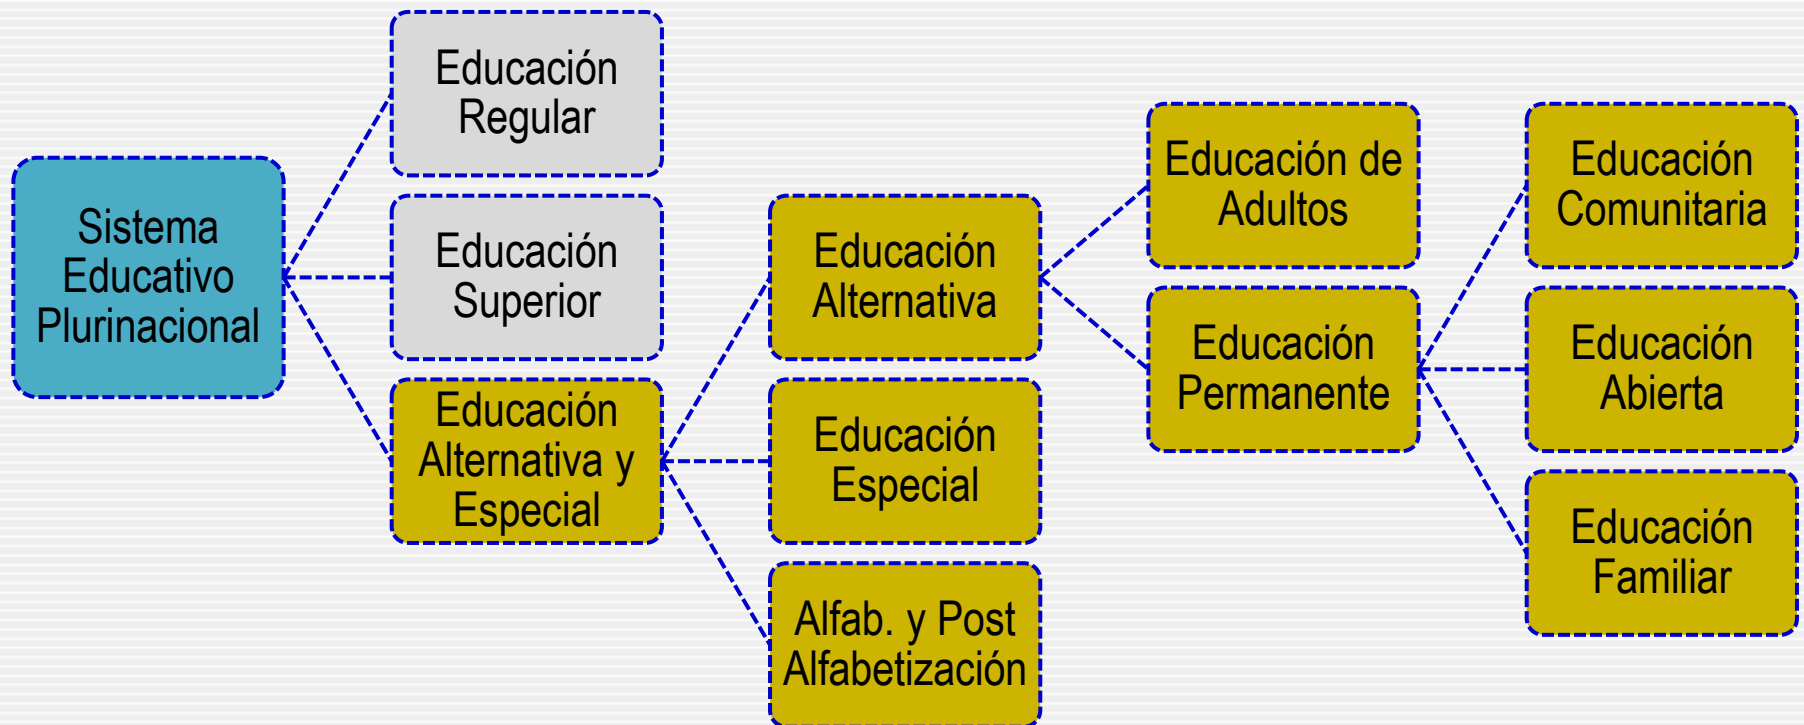 Sistema
Educativo
Plurinacional
Educación
Regular
Educación
Superior
Educación
Alternativa y
Especial
Educación
Alternativa
Educación
Especial
Alfab. y Post
Alfabetización
Educación de
Adultos
Educación
Permanente
Educación
Comunitaria
Educación
Abierta
Educación
Familiar